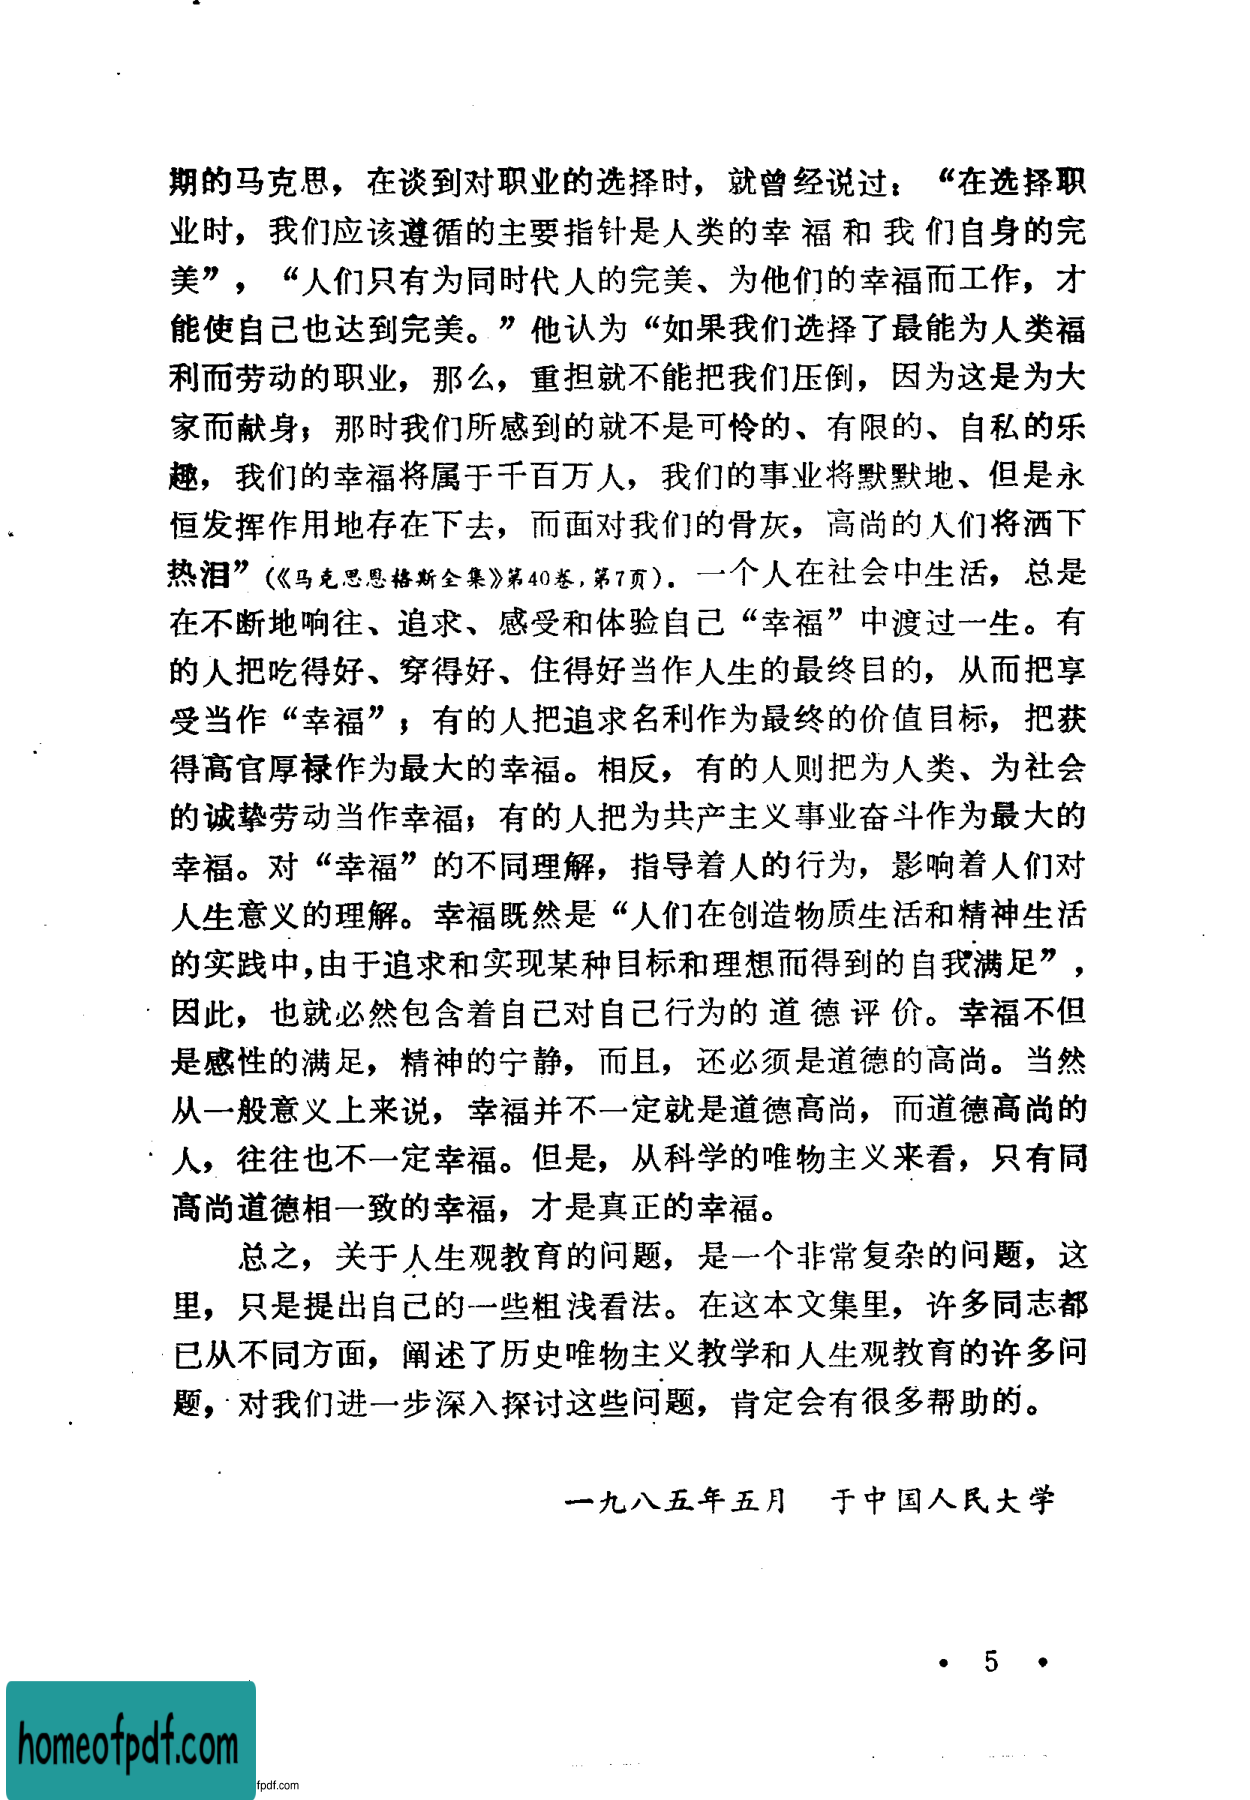 期的马克思，在谈到对职业的选择时，就曾经说过：“在选择职
业时，我们应该遵循的主要指针是人类的幸福和我们自身的完
美”，“人们只有为同时代人的完美、为他们的幸福而工作，才
能使自己也达到完美。”他认为“如果我们选择了最能为人类福
利而劳动的职业，那么，重担就不能把我们压倒，因为这是为大
家而献身；那时我们所感到的就不是可怜的、有限的、自私的乐
趣，我们的幸福将属于千百万人，我们的事业将默默地、但是永
恒发挥作用地存在下去，而面对我们的骨灰，高尚的人们将洒下
热泪”（《马克思恩格斯全集》第40卷，第7页）．一个人在社会中生活，总是
在不断地响往、追求、感受和体验自己“幸福”中渡过一生。有
的人把吃得好、穿得好、住得好当作人生的最终目的，从而把享
受当作“幸福”；有的人把追求名利作为最终的价值目标，把获
得高官厚禄作为最大的幸福。相反，有的人则把为人类、为社会
的诚挚劳动当作幸福；有的人把为共产主义事业奋斗作为最大的
幸福。对“幸福”的不同理解，指导着人的行为，影响着人们对
人生意义的理解。幸福既然是“人们在创造物质生活和精神生活
的实践中，由于追求和实现某种目标和理想而得到的自我满足”，
因此，也就必然包含着自己对自己行为的道德评价。幸福不但
是感性的满足，精神的宁静，而且，还必须是道德的高尚。当然
从一般意义上来说，幸福并不一定就是道德高尚，而道德高尚的
人，往往也不一定幸福。但是，从科学的唯物主义来看，只有同
高尚道德相一致的幸福，才是真正的幸福。
总之，关于人生观教育的问题，是一个非常复杂的问题，这
里，只是提出自己的一些粗浅看法。在这本文集里，许多同志都
已从不同方面，阐述了历史唯物主义教学和人生观教育的许多问
题，对我们进一步深入探讨这些问题，肯定会有很多帮助的。
一九八五年五月 于中国人民大学
• 5 •
homeofpdf.com
fpdf.com